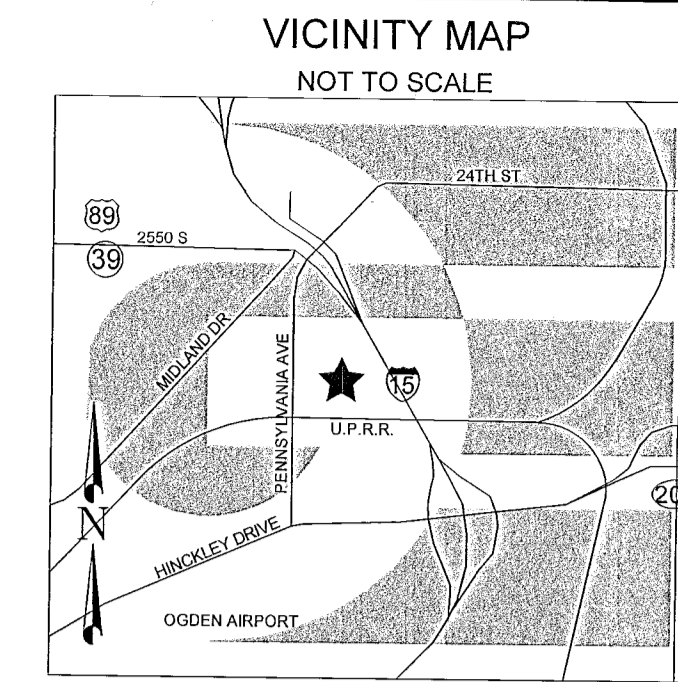 VICINITY MAP
NOT TO SCALE
24TH ST
89
2550 S
39
MIDLAND DR
PENNSYLVANIA AVE
15
U.P.R.R.
20
N
HINCKLEY DRIVE
OGDEN AIRPORT